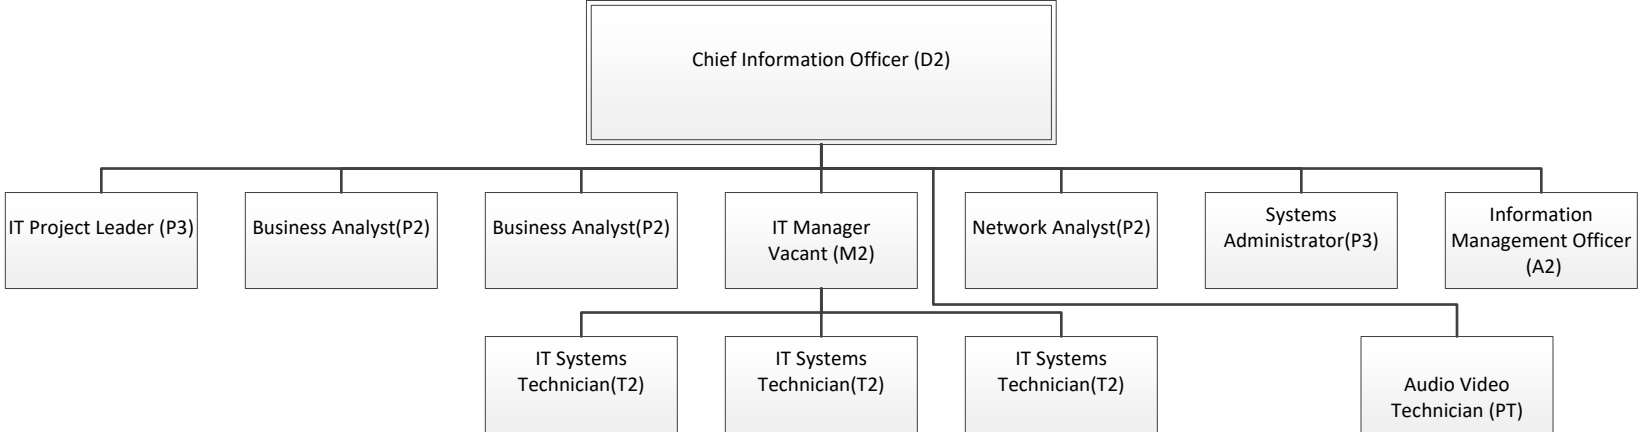 Chief Information Officer (D2)
IT Project Leader (P3)
Business Analyst(P2)
Business Analyst(P2)
IT Manager
Vacant (M2)
Network Analyst(P2)
Systems
Administrator(P3)
Information
Management Officer
(A2)
IT Systems
Technician(T2)
IT Systems
Technician(T2)
IT Systems
Technician(T2)
Audio Video
Technician (PT)